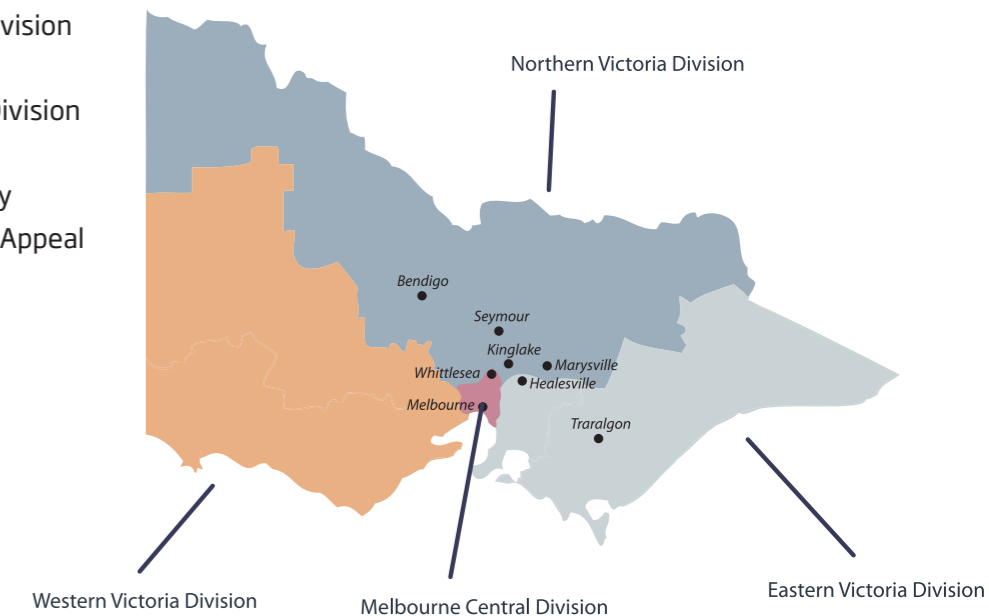 vision
Division
y
Appeal
Northern Victoria Division
Bendigo
Seymour
Kinglake
Marysville
Whittlesea
Healesville
Melbourne
Traralgon
Western Victoria Division
Melbourne Central Division
Eastern Victoria Division